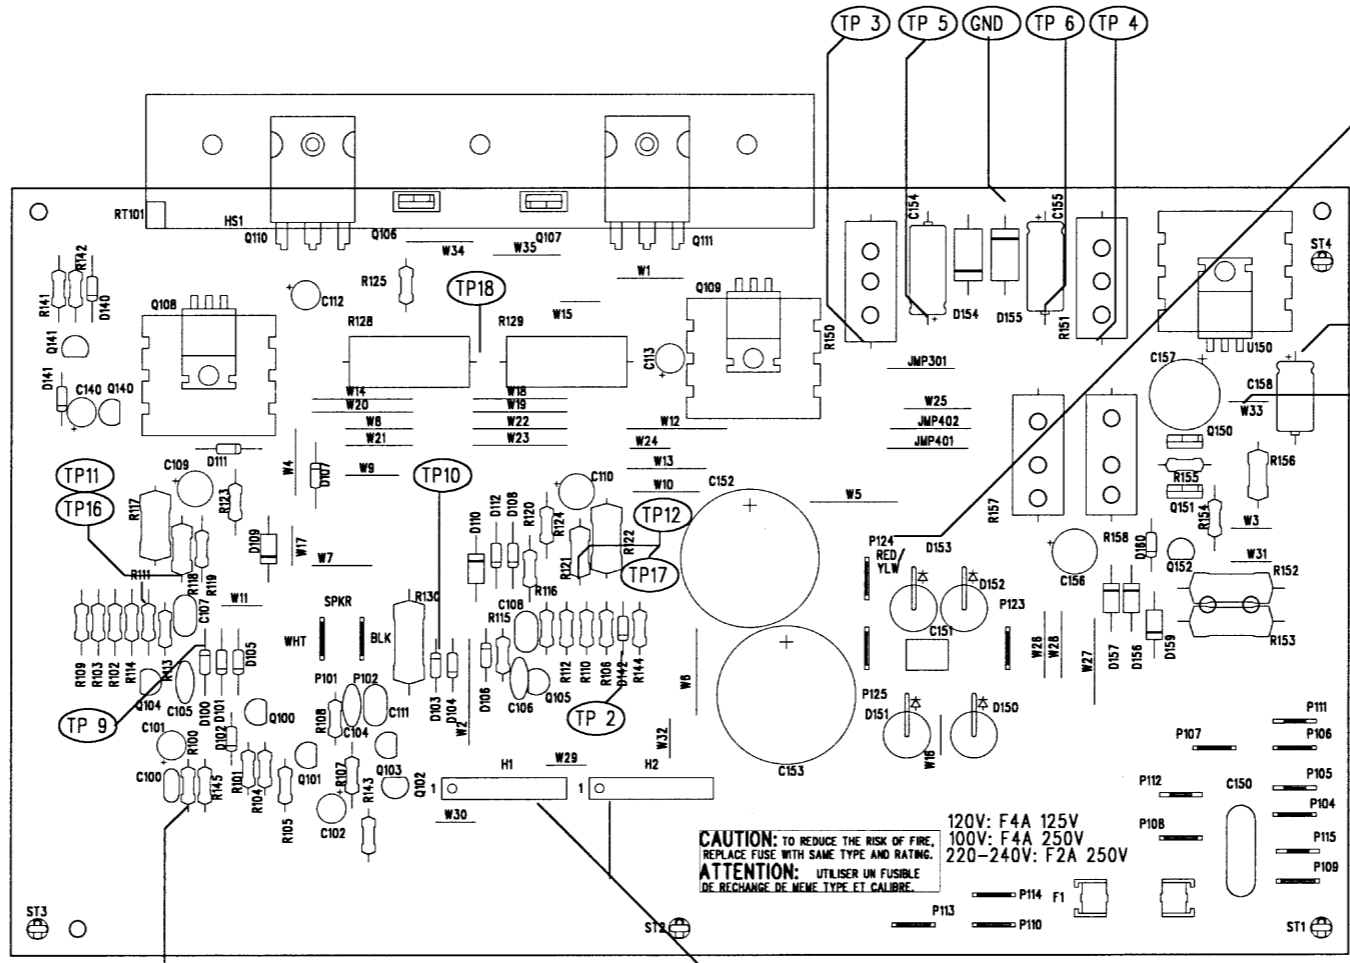 TP 3
TP 5
GND
TP 6
TP 4
RT101
HS1
Q110
Q106
Q107
Q111
W34
W35
W1
C154
C155
ST4
R142
R141
D140
Q108
C112
R125
TP18
W15
Q109
R150
D154
D155
R151
U150
Q141
R128
R129
C113
JMP301
C157
C158
D141
C140
Q140
W14
W18
W20
W19
W8
W22
W21
W23
W12
W24
W25
JMP402
JMP401
W33
Q150
D111
W4
D107
W9
W13
W10
TP11
TP16
C109
R117
R123
TP10
D112
D108
D110
R120
C110
R124
TP12
C152
W5
R157
R158
R155
Q151
R154
R156
W3
D109
W17
W7
R121
R122
TP17
P124
RED
YLW
D153
C156
D160
Q152
W31
R118
R119
R111
C107
W11
SPKR
WHT
BLK
R130
R116
C108
R115
D152
P123
C151
R152
R153
R109
R103
R102
R114
R113
D105
D101
D100
Q104
C105
P101
P102
D103
D104
D106
C106
Q105
R112
R110
R106
D142
R144
W6
W26
W28
W27
D157
D156
D159
TP 9
C101
R100
D102
Q100
R108
C104
C111
W2
TP 2
W32
P125
D151
D150
W16
P111
P107
P106
C100
R145
R101
R104
R105
Q101
R107
Q103
Q102
R143
C102
H1
W29
H2
1
1
W30
C153
P105
P112
C150
P104
P108
P115
P109
CAUTION: TO REDUCE THE RISK OF FIRE,
REPLACE FUSE WITH SAME TYPE AND RATING.
ATTENTION: UTILISER UN FUSIBLE
DE RECHANGE DE MEME TYPE ET CALIBRE.
120V: F4A 125V
100V: F4A 250V
220-240V: F2A 250V
P114
F1
P113
P110
ST3
ST2
ST1